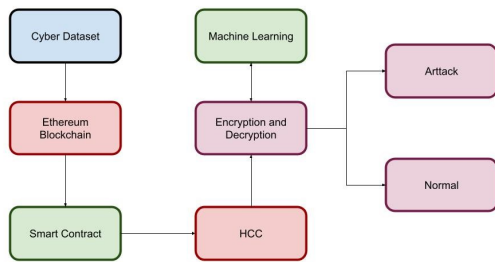 Cyber Dataset
Machine Learning
Arttack
Ethereum
Blockchain
Encryption and
Decryption
Normal
Smart Contract
HCC